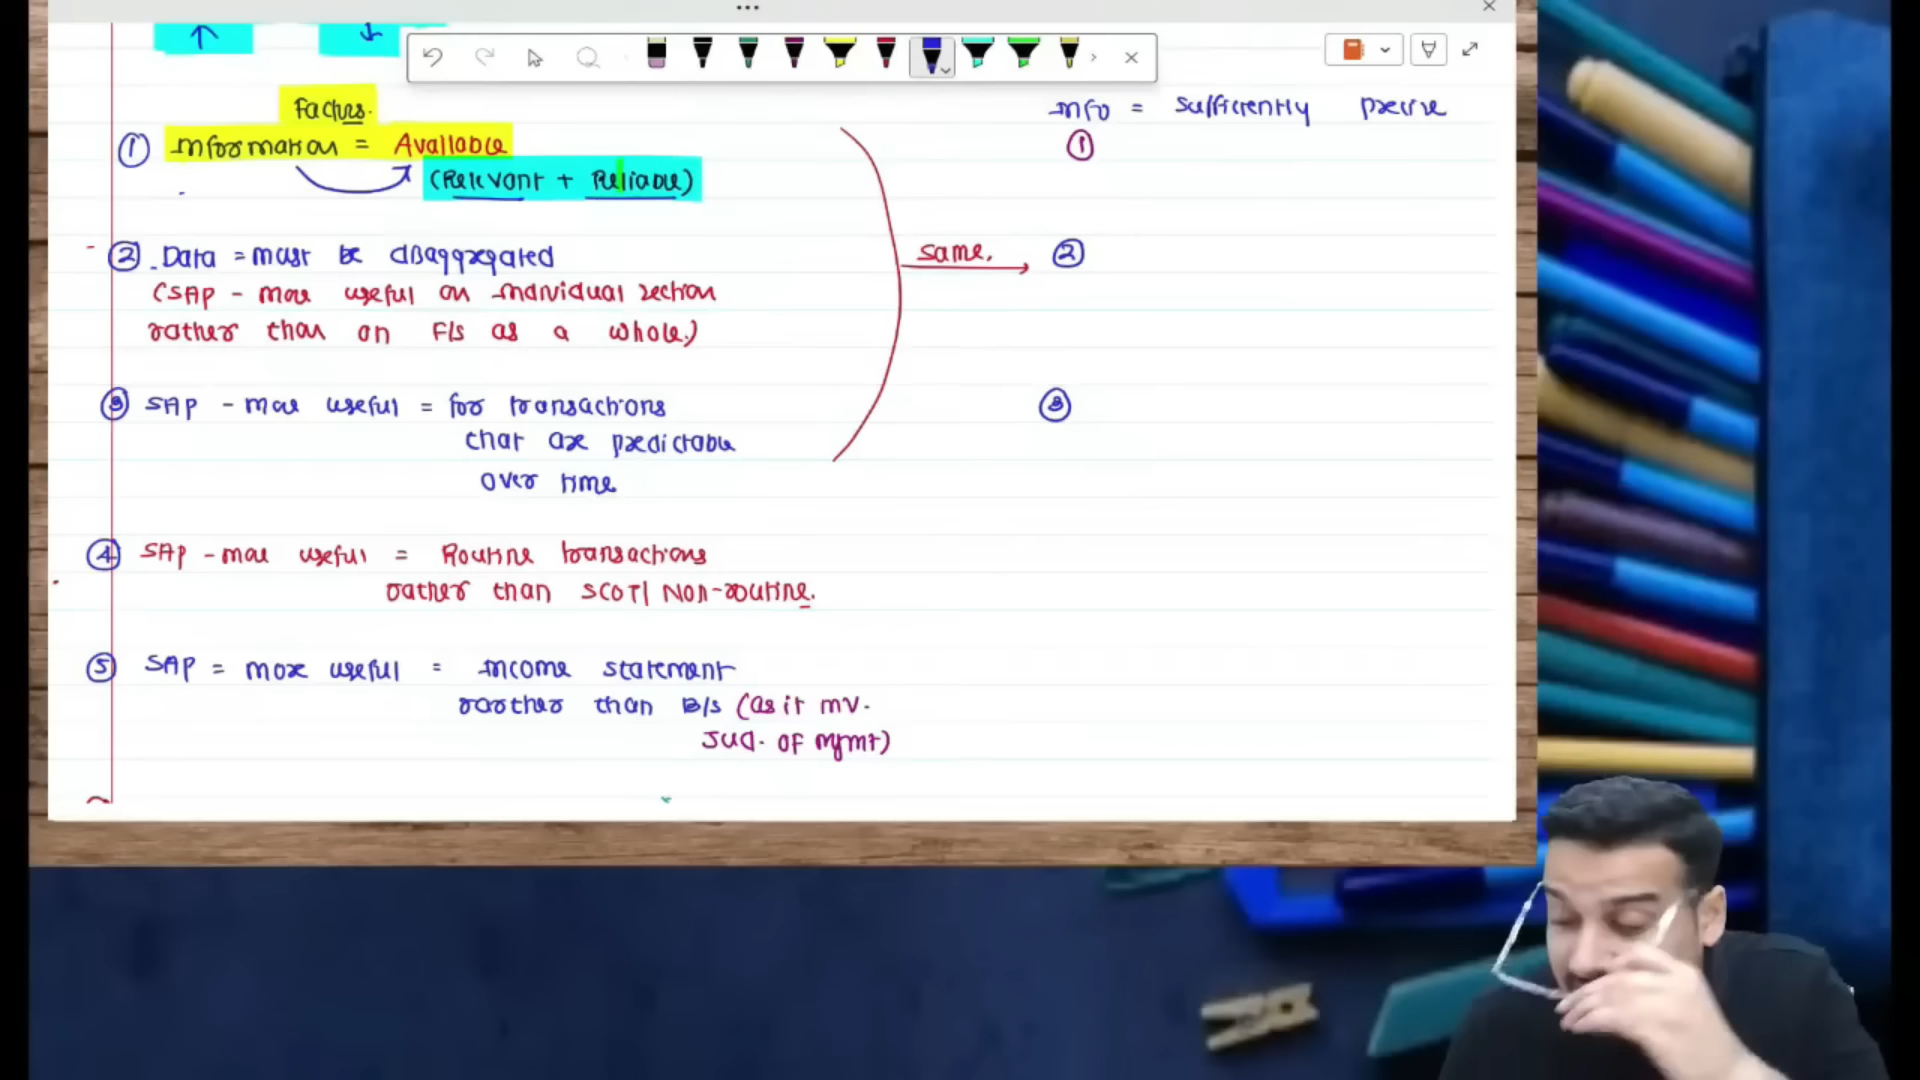 Factors.
① Information = Available
(Relevant + Reliable)
② Data = must be disaggregated
(SAP - more useful on individual section
rather than on F/S as a whole.)
③ SAP - more useful = for transactions
that are predictable
over time
④ SAP - more useful = Routine transactions
rather than SCOT/ Non-routine.
⑤ SAP = more useful = income statement
rather than B/S (as it inv.
Jud. of mgmt)
same.
Info = sufficiently precise
①
②
③